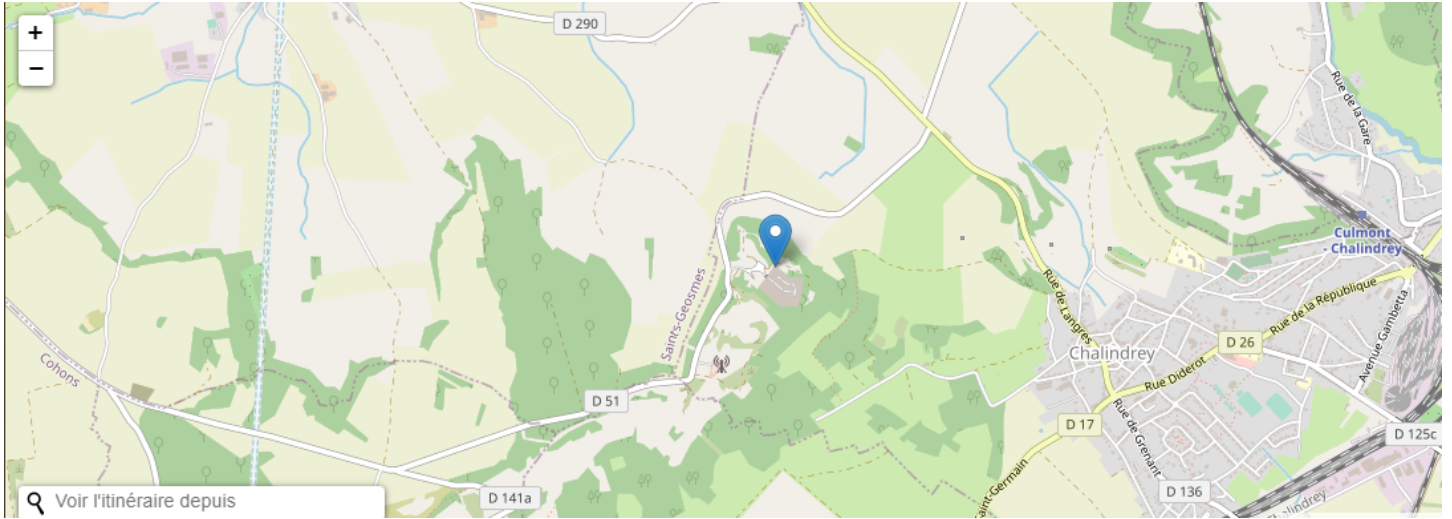 +
−
D 290
Rue de la Gare
Culmont
- Chalindrey
Saints-Geosmes
Rue de Langres
Rue de la République
Avenue Gambetta
D 26
Chalindrey
Cohons
Rue Diderot
D 51
D 17
Rue de Grenant
D 125c
Saint-Germain
D 141a
D 136
Chalindrey
Voir l'itinéraire depuis